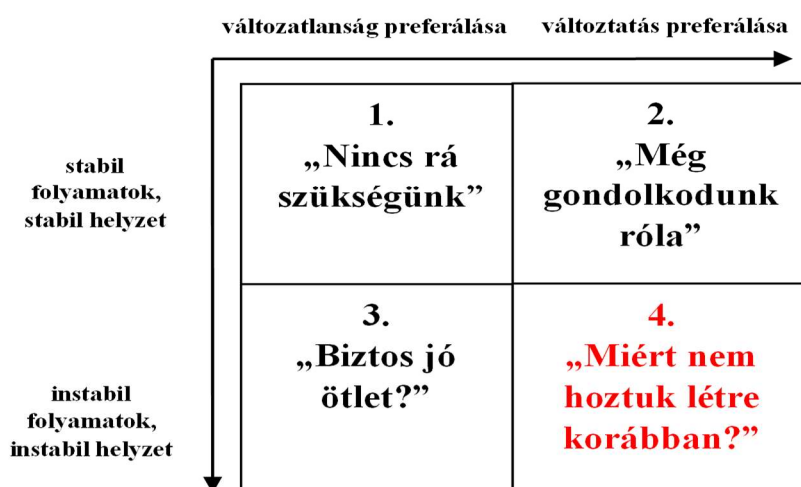 változatlanság preferálása
változtatás preferálása
stabil
folyamatok,
stabil helyzet
1.
„Nincs rá
szükségünk”
2.
„Még
gondolkodunk
róla”
instabil
folyamatok,
instabil helyzet
3.
„Biztos jó
ötlet?”
4.
„Miért nem
hoztuk létre
korábban?”